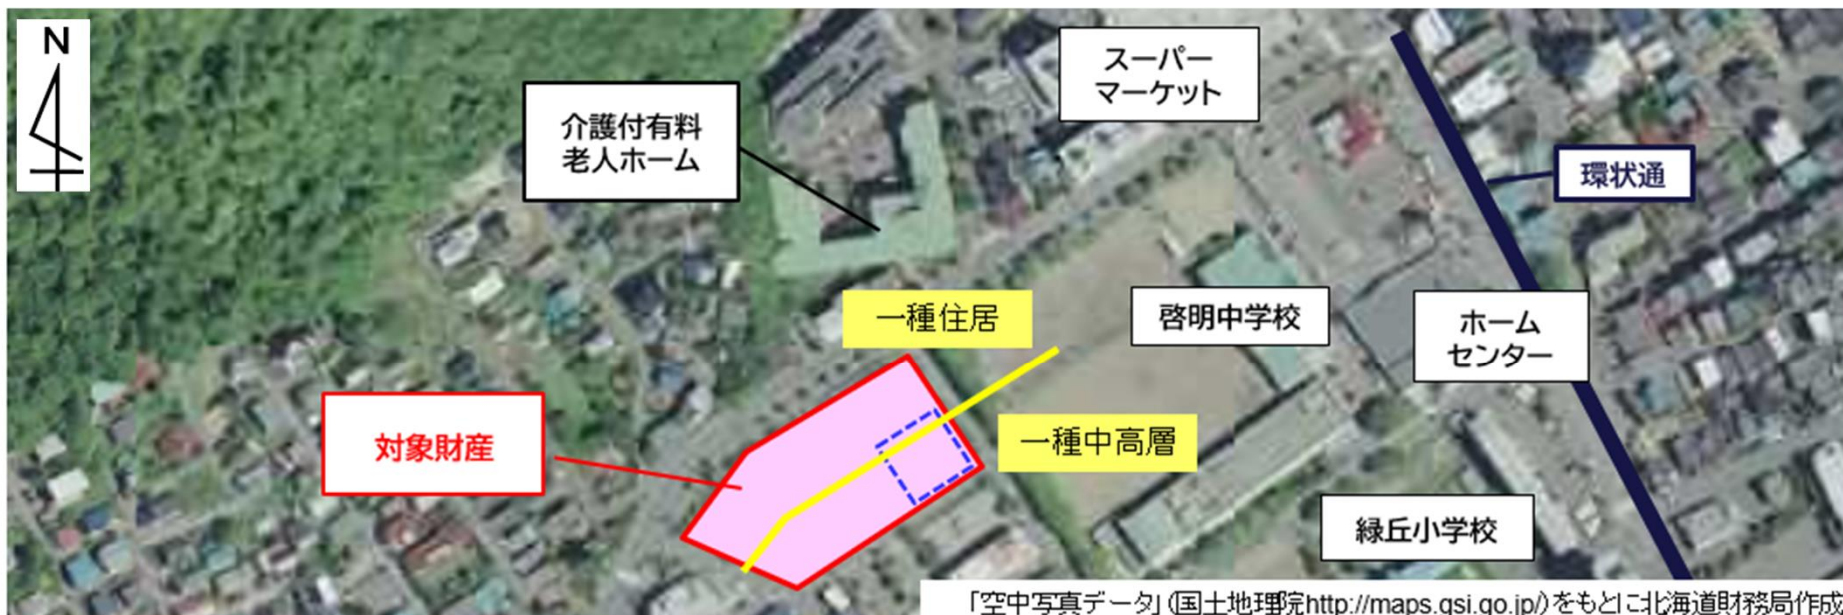 N
スーパー
マーケット
介護付有料
老人ホーム
環状通
一種住居
啓明中学校
ホーム
センター
対象財産
一種中高層
緑丘小学校
「空中写真データ」(国土地理院http://maps.gsi.go.jp/)をもとに北海道財務局作成